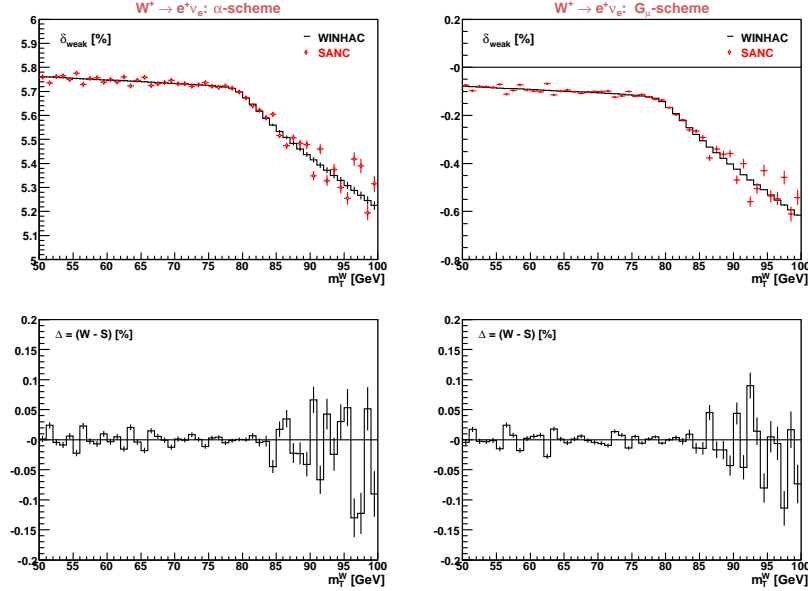 W⁺ → e⁺νₑ: α-scheme
δweak [%]
WINHAC
SANC
6
5.9
5.8
5.7
5.6
5.5
5.4
5.3
5.2
5.1
5
50 55 60 65 70 75 80 85 90 95 100
m_T^W [GeV]
W⁺ → e⁺νₑ: G_μ-scheme
δweak [%]
WINHAC
SANC
0.2
-0
-0.2
-0.4
-0.6
-0.8
50 55 60 65 70 75 80 85 90 95 100
m_T^W [GeV]
Δ = (W - S) [%]
0.2
0.15
0.1
0.05
-0
-0.05
-0.1
-0.15
-0.2
50 55 60 65 70 75 80 85 90 95 100
m_T^W [GeV]
Δ = (W - S) [%]
0.2
0.15
0.1
0.05
-0
-0.05
-0.1
-0.15
-0.2
50 55 60 65 70 75 80 85 90 95 100
m_T^W [GeV]